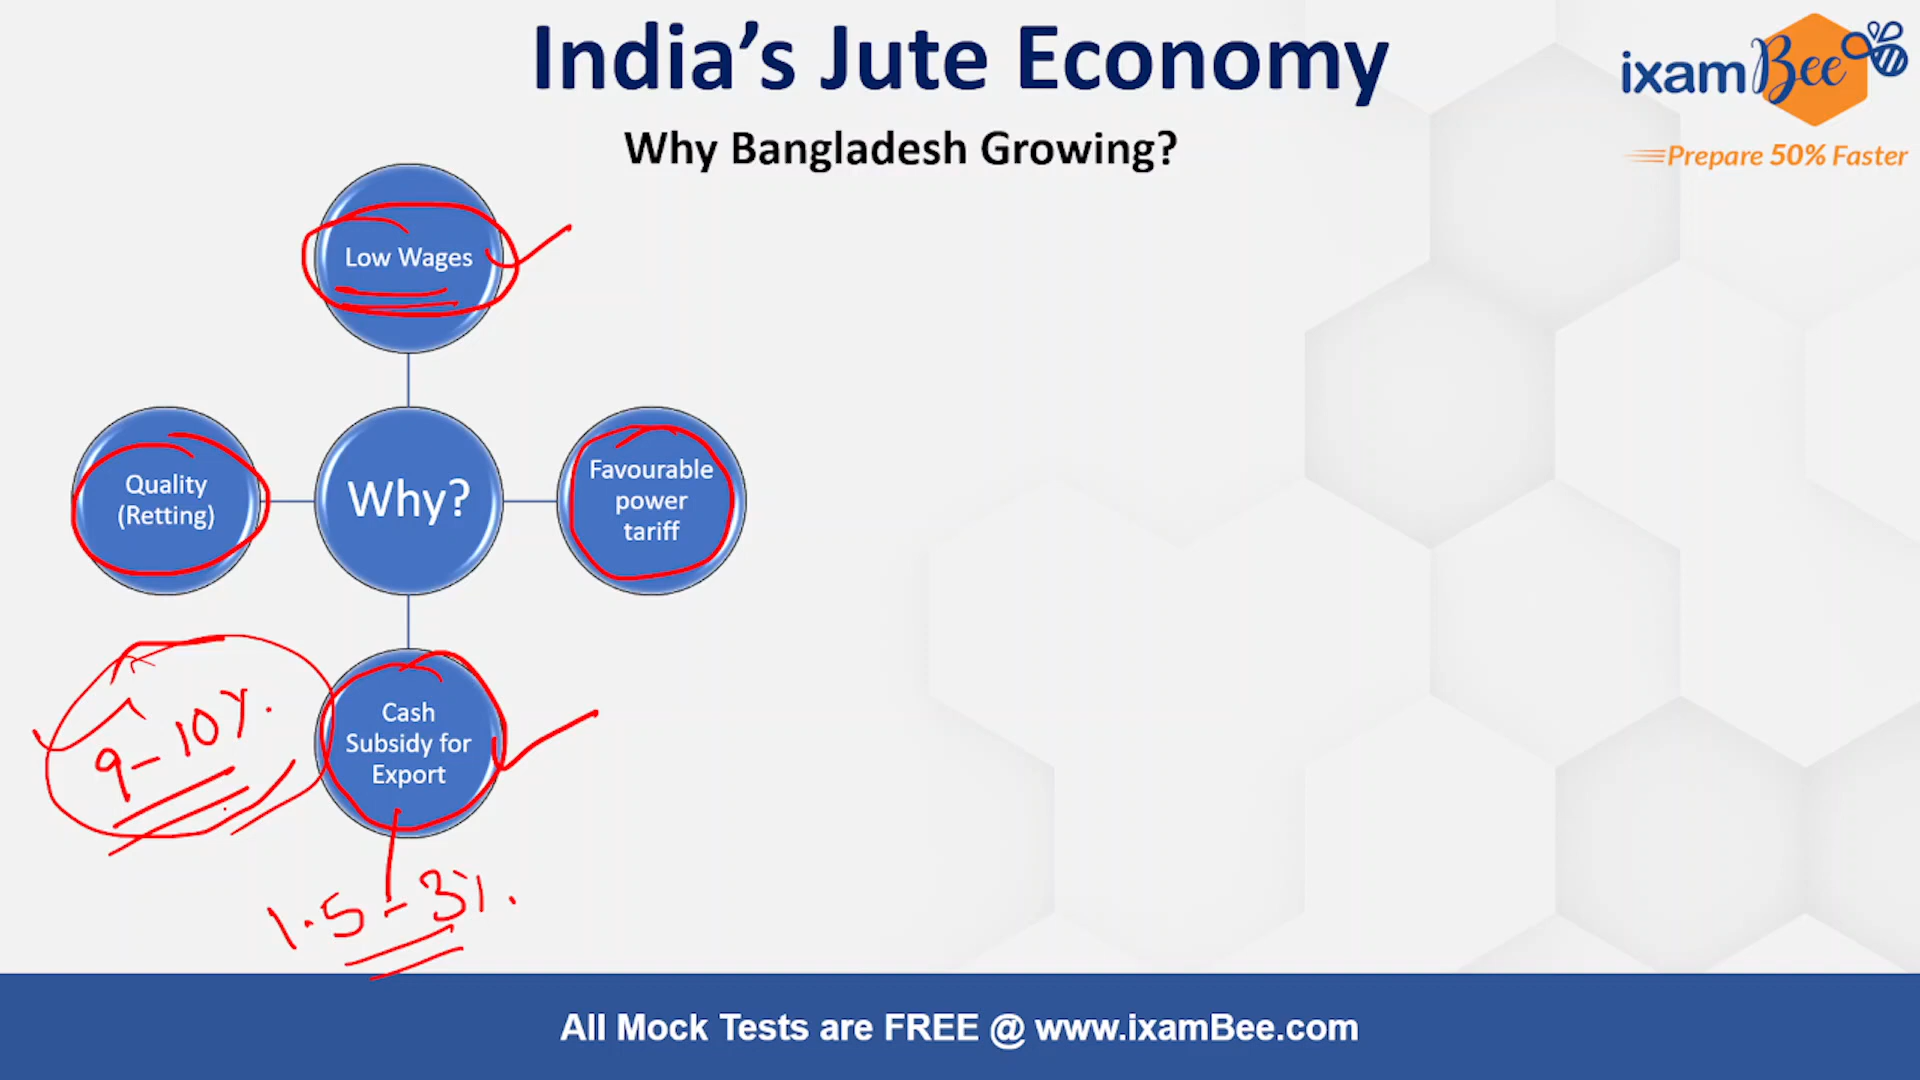 India's Jute Economy
ixamBee
Prepare 50% Faster
Why Bangladesh Growing?
Low Wages
Quality
(Retting)
Why?
Favourable
power
tariff
Cash
Subsidy for
Export
9-10%.
1.5-3%.
All Mock Tests are FREE @ www.ixamBee.com